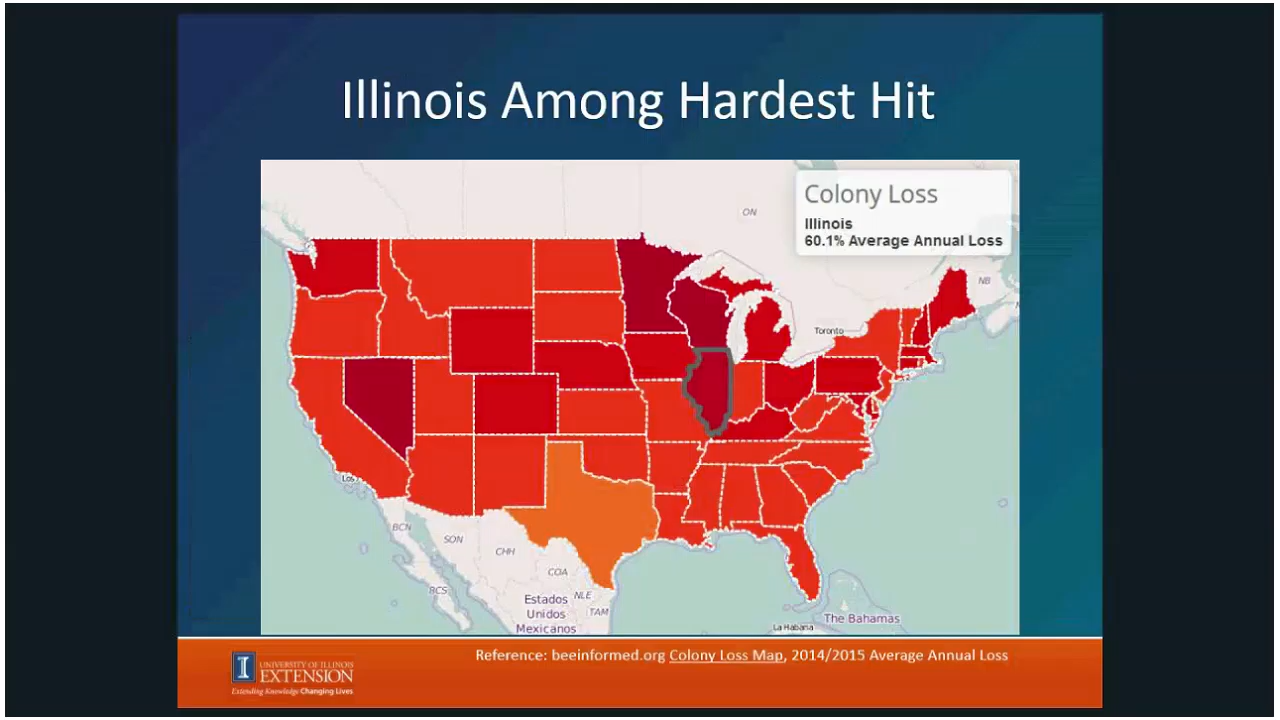 Illinois Among Hardest Hit
Colony Loss
Illinois
60.1% Average Annual Loss
ON
NB
Toronto
Los
BCN
SON
CHH
BCS
COA
NLE
TAM
Estados
Unidos
Mexicanos
La Habana
The Bahamas
Reference: beeinformed.org Colony Loss Map, 2014/2015 Average Annual Loss
I
UNIVERSITY OF ILLINOIS
EXTENSION
Extending Knowledge Changing Lives